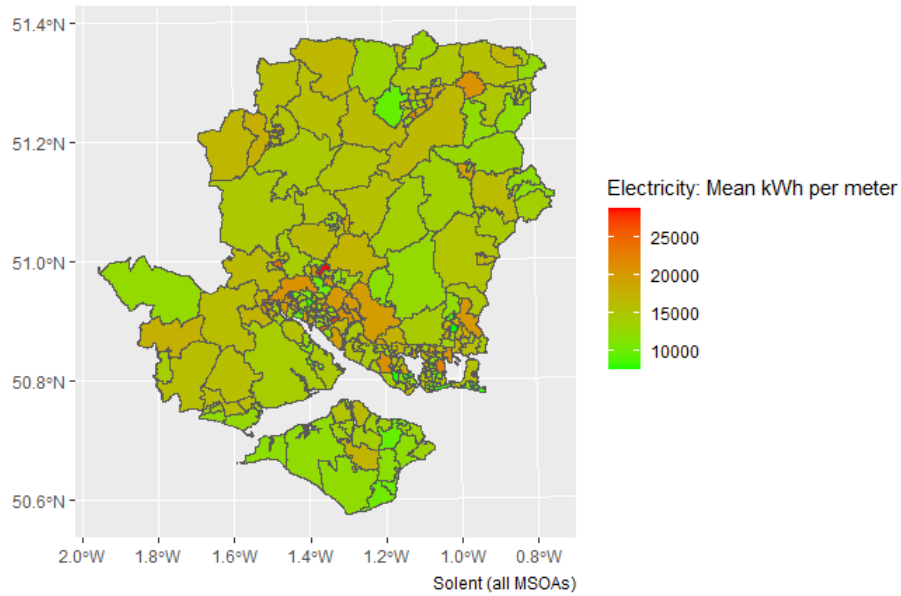 51.4°N
51.2°N
51.0°N
50.8°N
50.6°N
2.0°W 1.8°W 1.6°W 1.4°W 1.2°W 1.0°W 0.8°W
Solent (all MSOAs)
Electricity: Mean kWh per meter
25000
20000
15000
10000